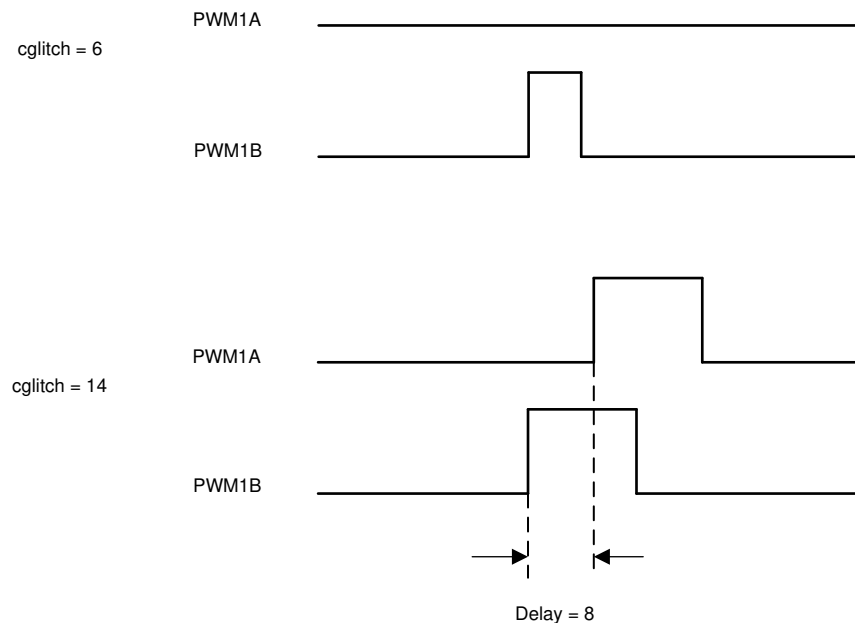 PWM1A
cglitch = 6
PWM1B
PWM1A
cglitch = 14
PWM1B
Delay = 8